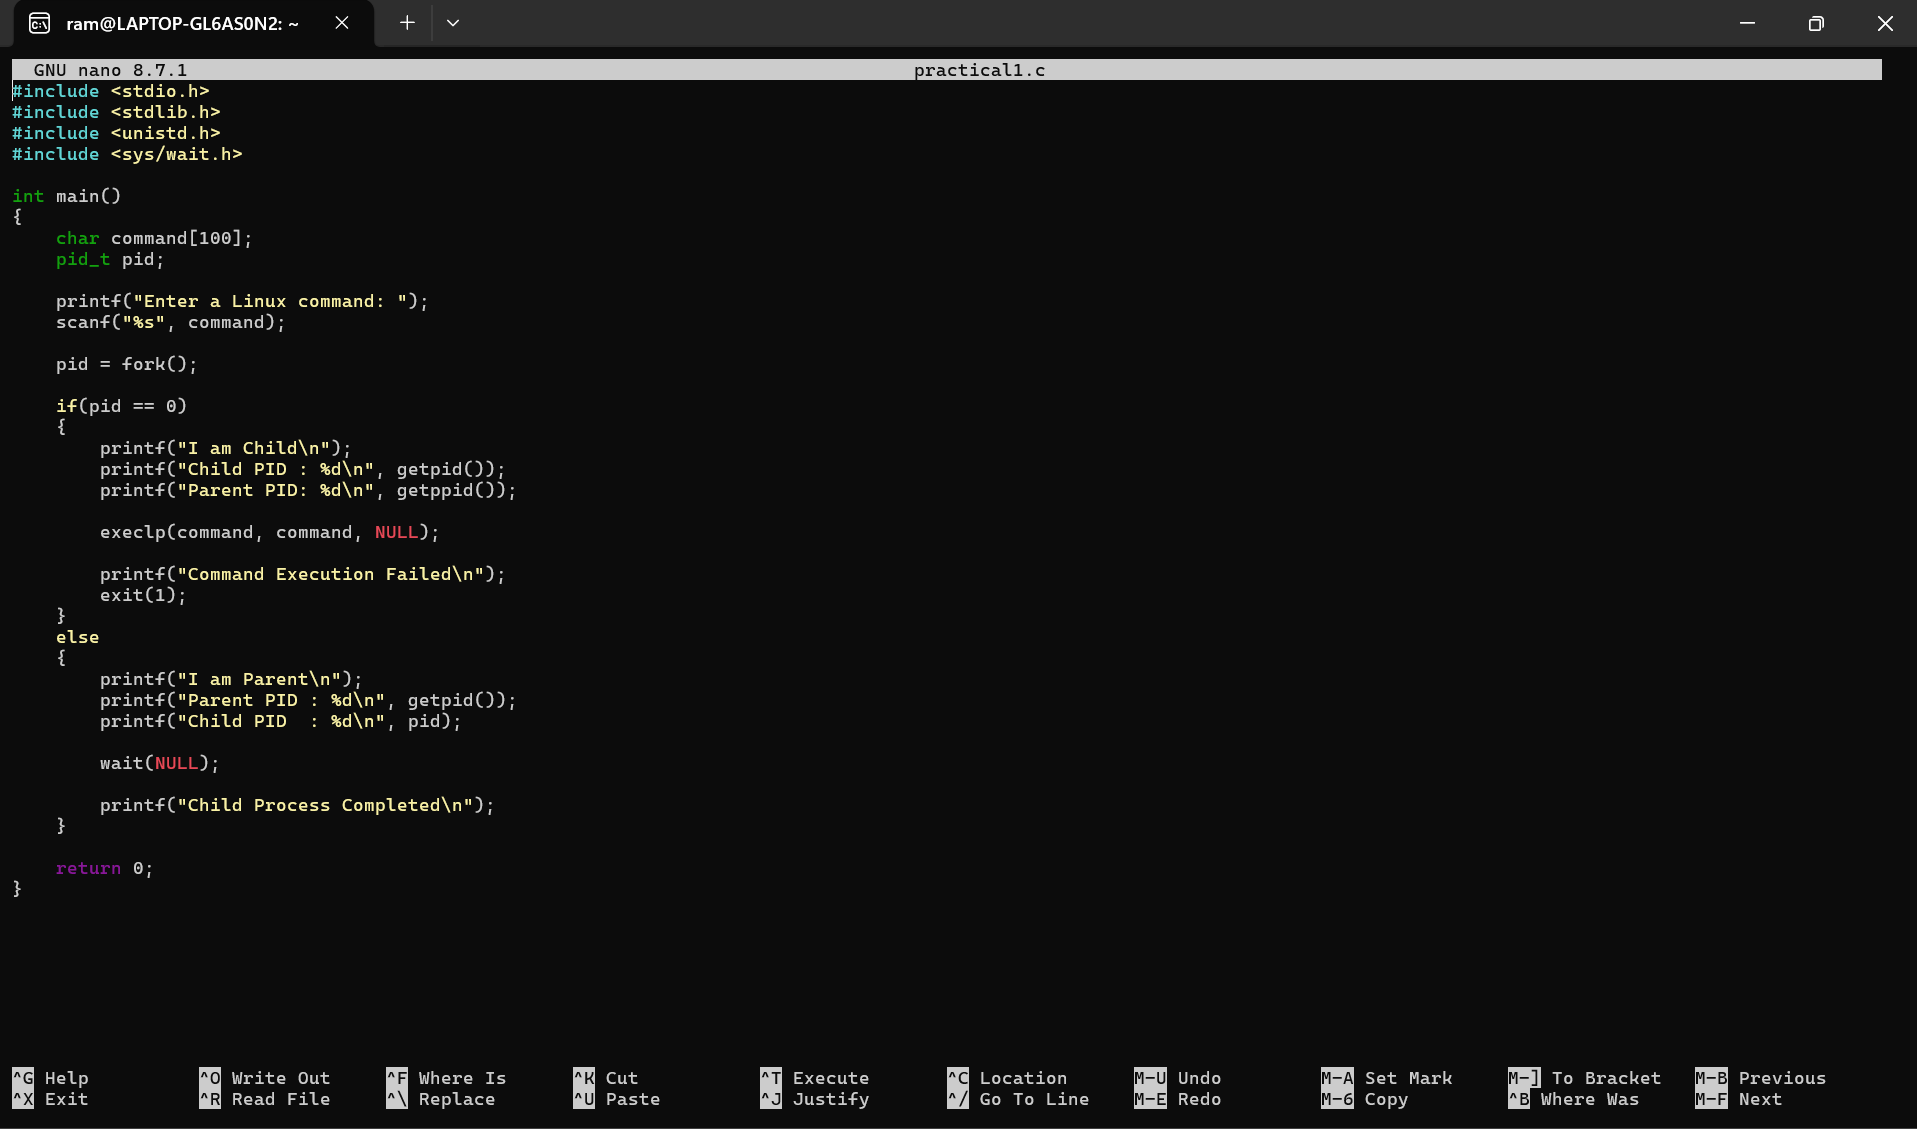 ram@LAPTOP-GL6AS0N2: ~
GNU nano 8.7.1 practical1.c
#include <stdio.h>
#include <stdlib.h>
#include <unistd.h>
#include <sys/wait.h>

int main()
{
    char command[100];
    pid_t pid;

    printf("Enter a Linux command: ");
    scanf("%s", command);

    pid = fork();

    if(pid == 0)
    {
        printf("I am Child\n");
        printf("Child PID : %d\n", getpid());
        printf("Parent PID: %d\n", getppid());

        execlp(command, command, NULL);

        printf("Command Execution Failed\n");
        exit(1);
    }
    else
    {
        printf("I am Parent\n");
        printf("Parent PID : %d\n", getpid());
        printf("Child PID  : %d\n", pid);

        wait(NULL);

        printf("Child Process Completed\n");
    }

    return 0;
}
^G Help ^O Write Out ^F Where Is ^K Cut ^T Execute ^C Location M-U Undo M-A Set Mark M-] To Bracket M-B Previous
^X Exit ^R Read File ^\ Replace ^U Paste ^J Justify ^/ Go To Line M-E Redo M-6 Copy ^B Where Was M-F Next